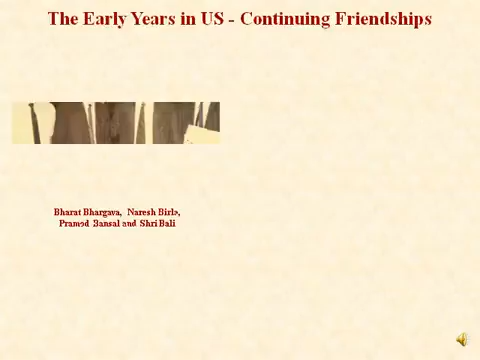 The Early Years in US - Continuing Friendships
Bharat Bhargava, Naresh Birla,
Pramod Bansal and Shri Bali